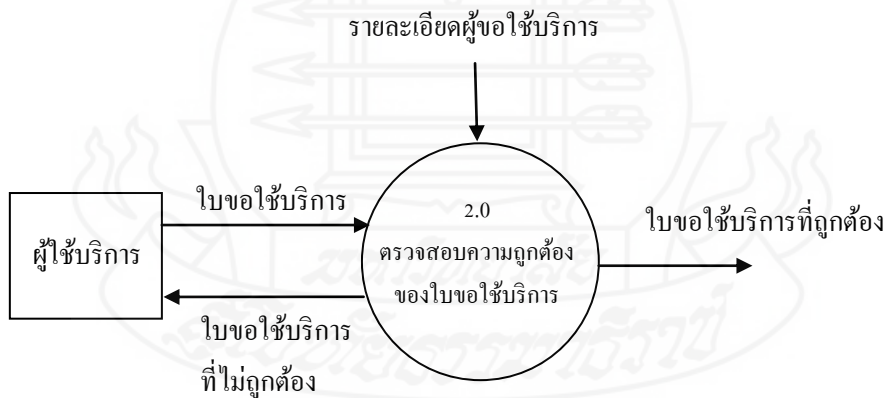 รายละเอียดผู้ขอใช้บริการ
ใบขอใช้บริการ
2.0
ใบขอใช้บริการที่ถูกต้อง
ผู้ใช้บริการ
ตรวจสอบความถูกต้อง
ของใบขอใช้บริการ
ใบขอใช้บริการ
ที่ไม่ถูกต้อง